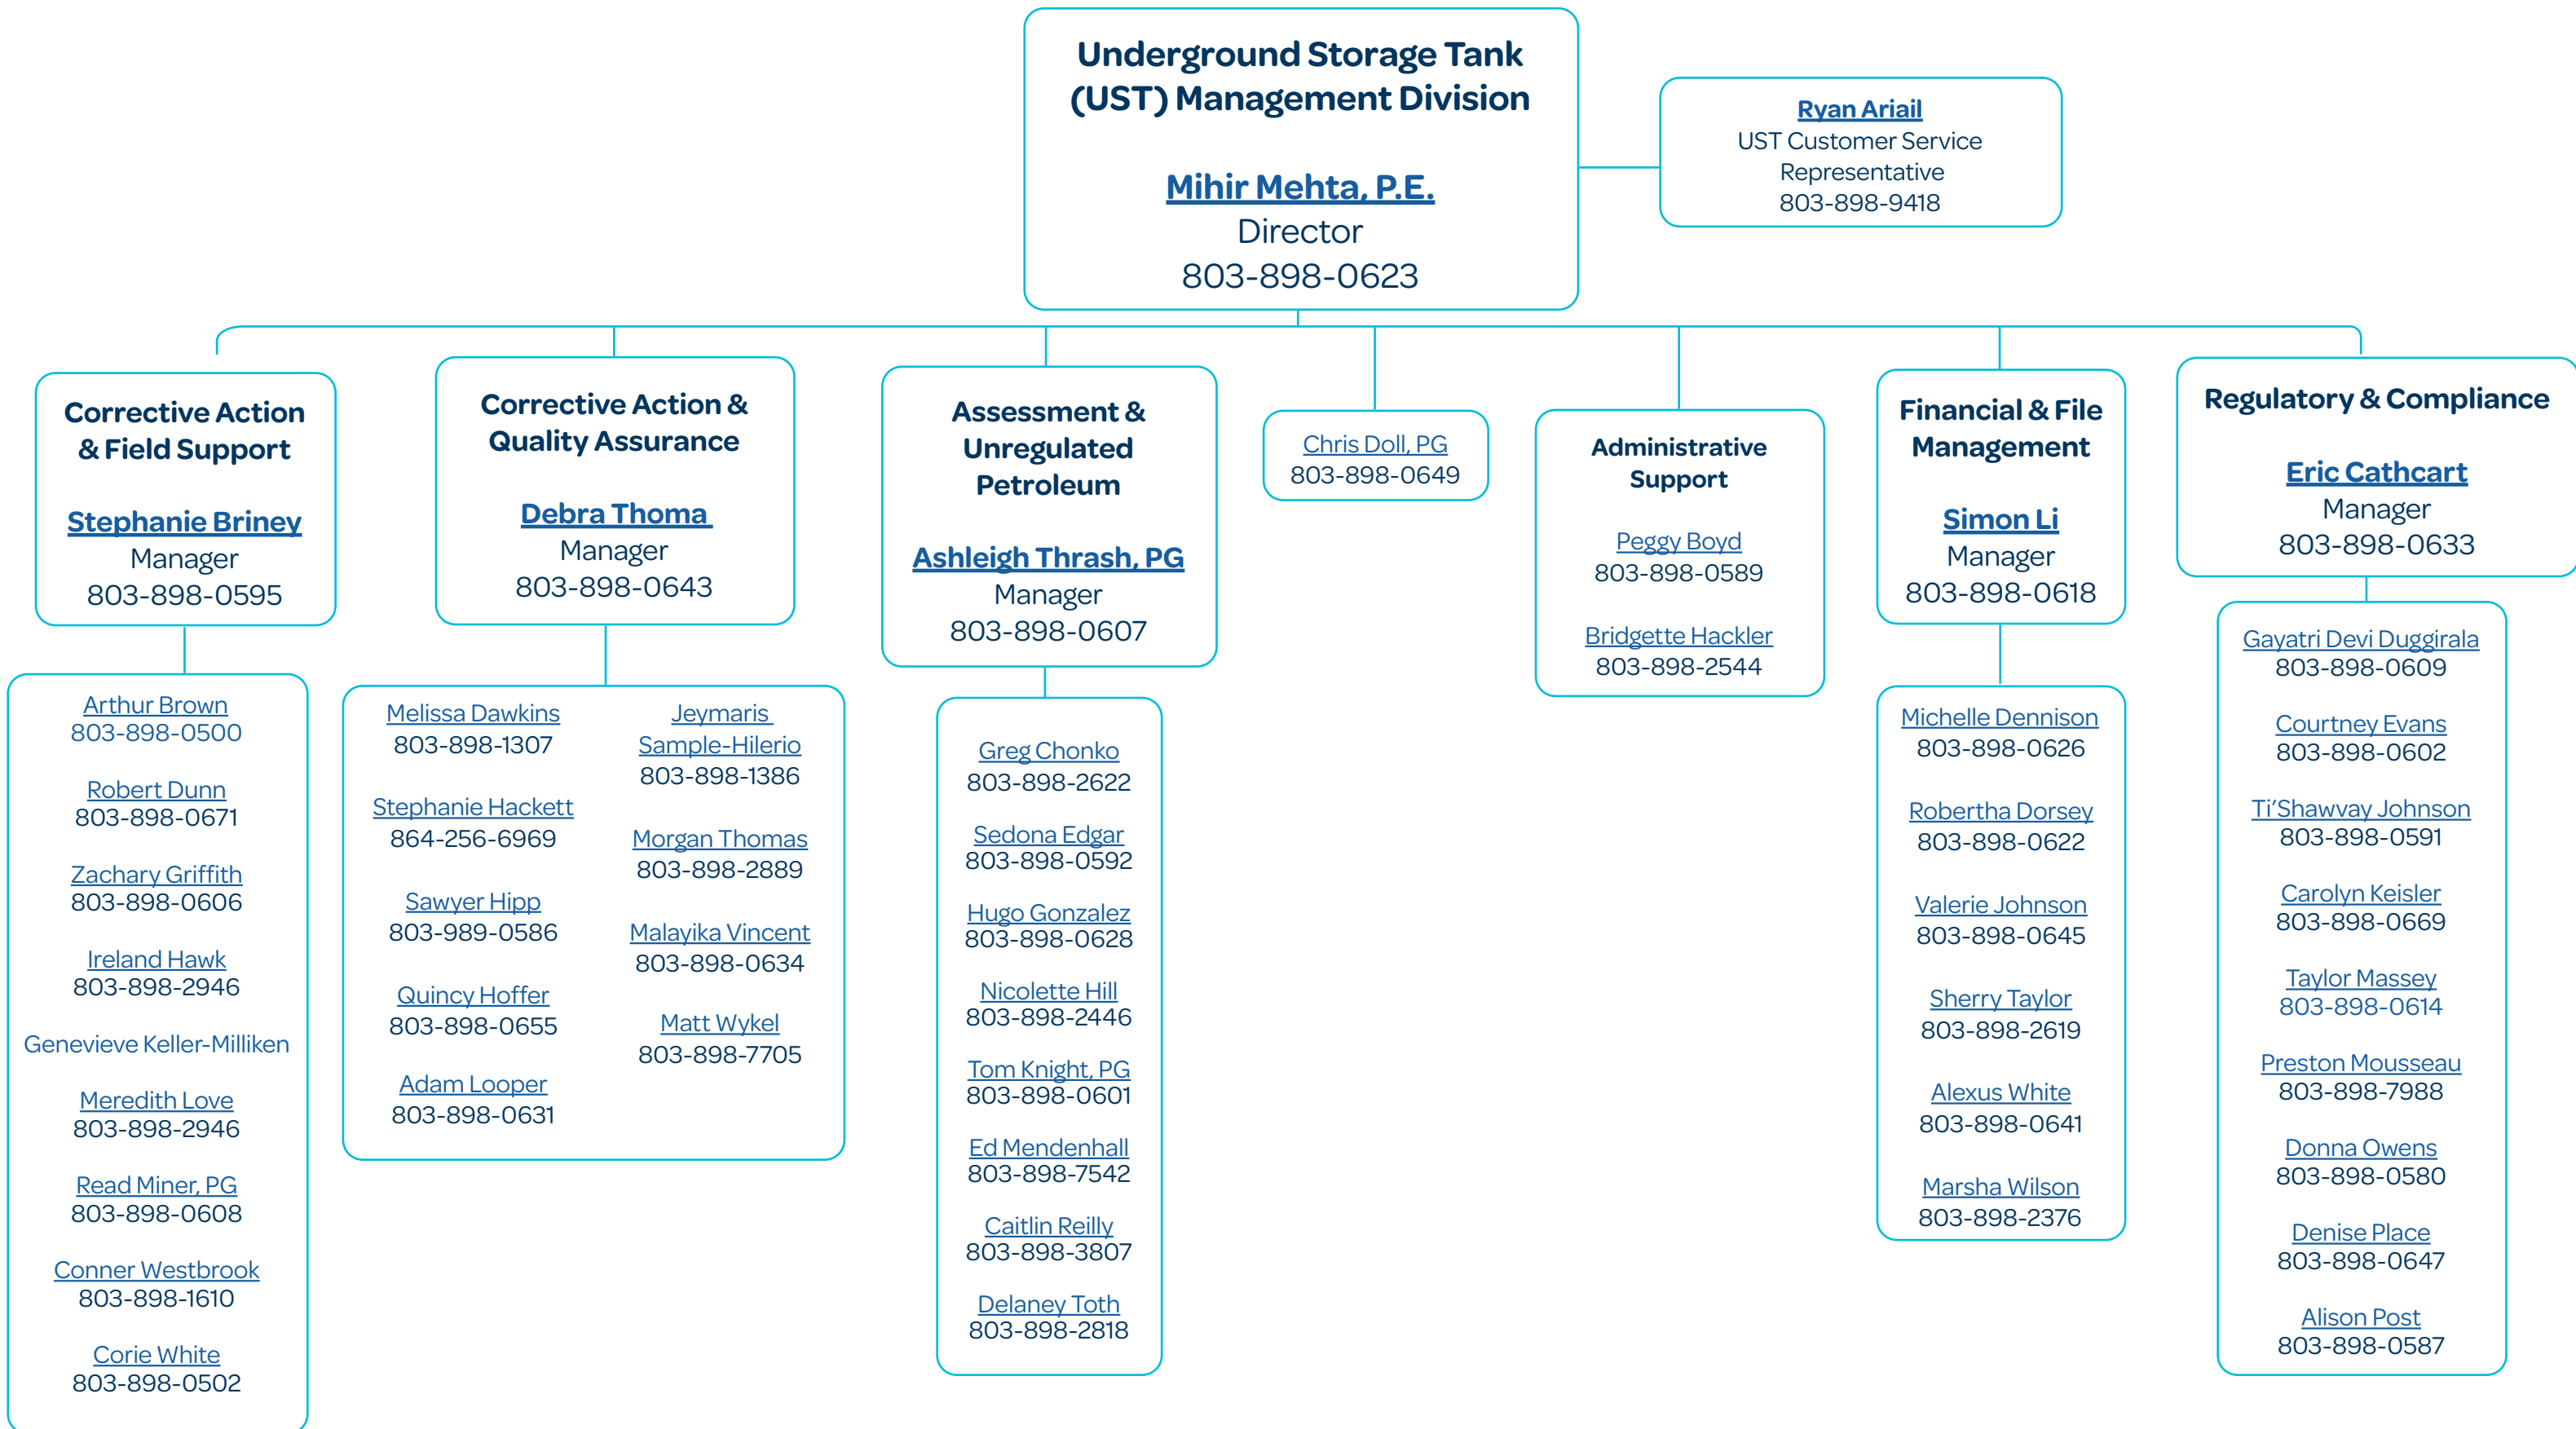 Underground Storage Tank
(UST) Management Division
Mihir Mehta, P.E.
Director
803-898-0623
Ryan Ariail
UST Customer Service
Representative
803-898-9418
Corrective Action
& Field Support
Stephanie Briney
Manager
803-898-0595
Arthur Brown
803-898-0500
Robert Dunn
803-898-0671
Zachary Griffith
803-898-0606
Ireland Hawk
803-898-2946
Genevieve Keller-Milliken
Meredith Love
803-898-2946
Read Miner, PG
803-898-0608
Conner Westbrook
803-898-1610
Corie White
803-898-0502
Corrective Action &
Quality Assurance
Debra Thoma
Manager
803-898-0643
Melissa Dawkins
803-898-1307
Stephanie Hackett
864-256-6969
Sawyer Hipp
803-989-0586
Quincy Hoffer
803-898-0655
Adam Looper
803-898-0631
Jeymaris
Sample-Hilerio
803-898-1386
Morgan Thomas
803-898-2889
Malayika Vincent
803-898-0634
Matt Wykel
803-898-7705
Assessment &
Unregulated
Petroleum
Ashleigh Thrash, PG
Manager
803-898-0607
Greg Chonko
803-898-2622
Sedona Edgar
803-898-0592
Hugo Gonzalez
803-898-0628
Nicolette Hill
803-898-2446
Tom Knight, PG
803-898-0601
Ed Mendenhall
803-898-7542
Caitlin Reilly
803-898-3807
Delaney Toth
803-898-2818
Chris Doll, PG
803-898-0649
Administrative
Support
Peggy Boyd
803-898-0589
Bridgette Hackler
803-898-2544
Financial & File
Management
Simon Li
Manager
803-898-0618
Michelle Dennison
803-898-0626
Robertha Dorsey
803-898-0622
Valerie Johnson
803-898-0645
Sherry Taylor
803-898-2619
Alexus White
803-898-0641
Marsha Wilson
803-898-2376
Regulatory & Compliance
Eric Cathcart
Manager
803-898-0633
Gayatri Devi Duggirala
803-898-0609
Courtney Evans
803-898-0602
Ti’Shawvay Johnson
803-898-0591
Carolyn Keisler
803-898-0669
Taylor Massey
803-898-0614
Preston Mousseau
803-898-7988
Donna Owens
803-898-0580
Denise Place
803-898-0647
Alison Post
803-898-0587